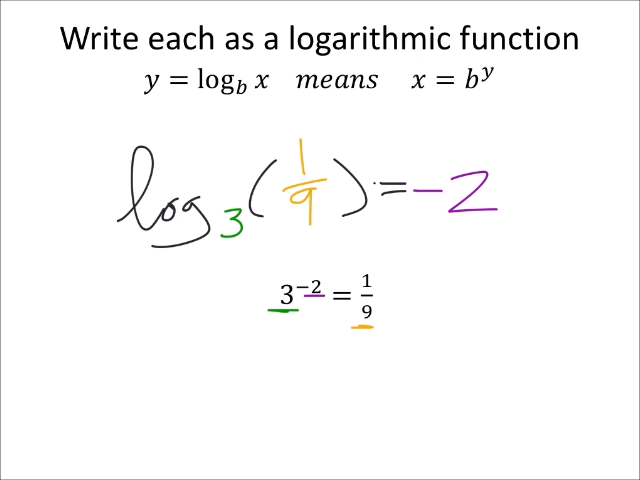 Write each as a logarithmic function
y = log_b x means x = b^y
log_3 (1/9) = -2
3^-2 = 1/9